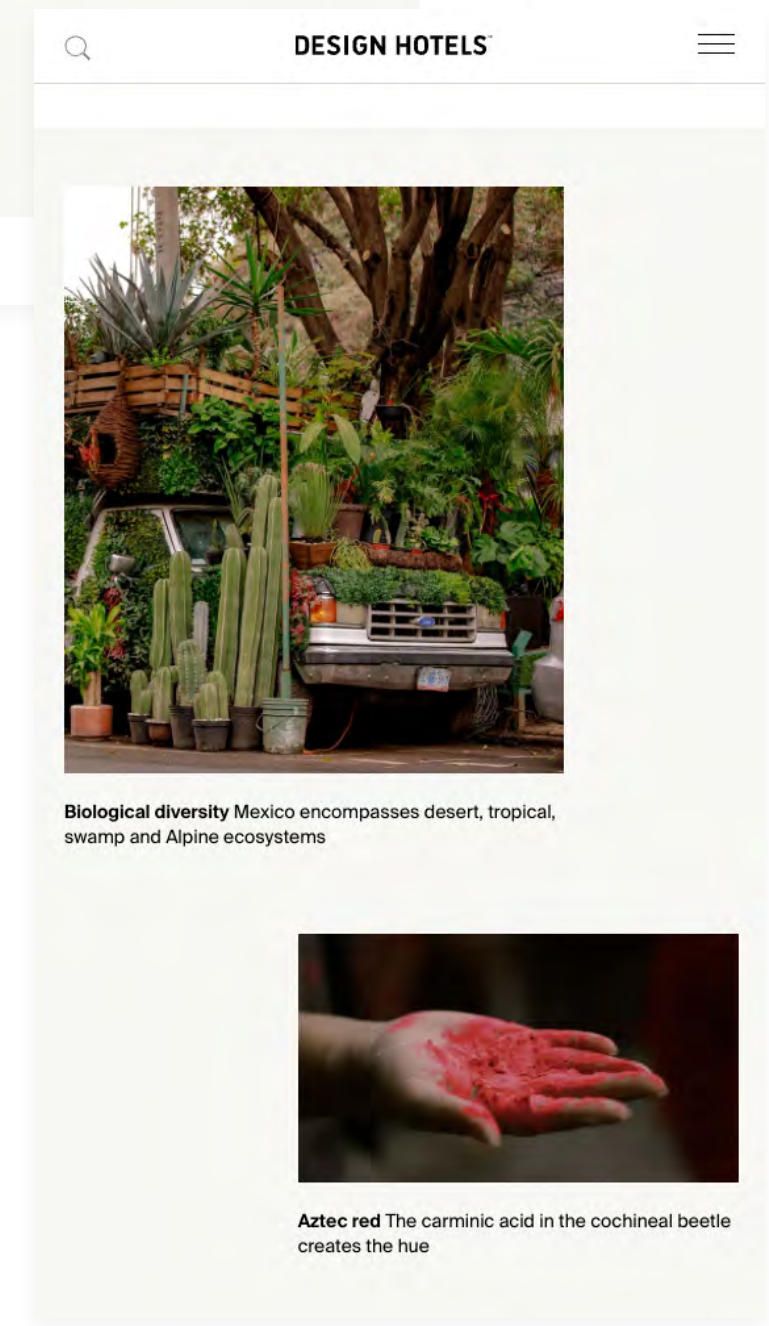 DESIGN HOTELS™
Biological diversity Mexico encompasses desert, tropical,
swamp and Alpine ecosystems
Aztec red The carminic acid in the cochineal beetle
creates the hue